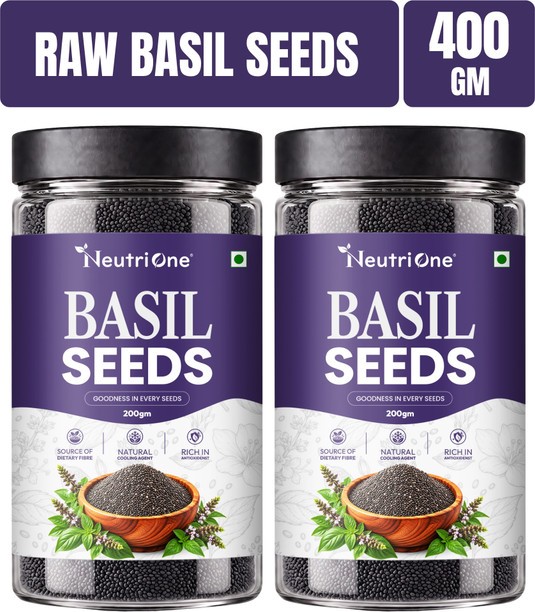 RAW BASIL SEEDS
400
GM
NeutriOne®
BASIL
SEEDS
GOODNESS IN EVERY SEEDS
200gm
SOURCE OF
DIETARY FIBRE
NATURAL
COOLING AGENT
RICH IN
ANTIOXIDENT
NeutriOne®
BASIL
SEEDS
GOODNESS IN EVERY SEEDS
200gm
SOURCE OF
DIETARY FIBRE
NATURAL
COOLING AGENT
RICH IN
ANTIOXIDENT